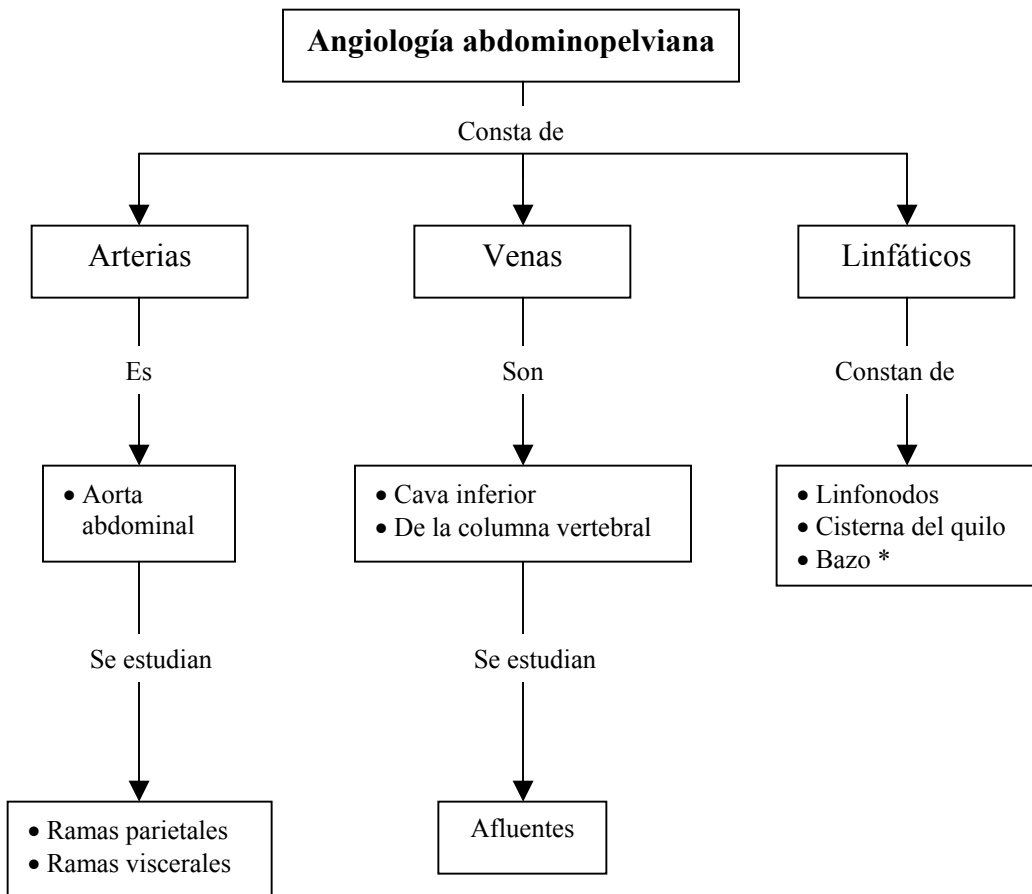 Angiología abdominopelviana
Consta de
Arterias
Venas
Linfáticos
Es
Son
Constan de
• Aorta
abdominal
• Cava inferior
• De la columna vertebral
• Linfonodos
• Cisterna del quilo
• Bazo *
Se estudian
Se estudian
• Ramas parietales
• Ramas viscerales
Afluentes